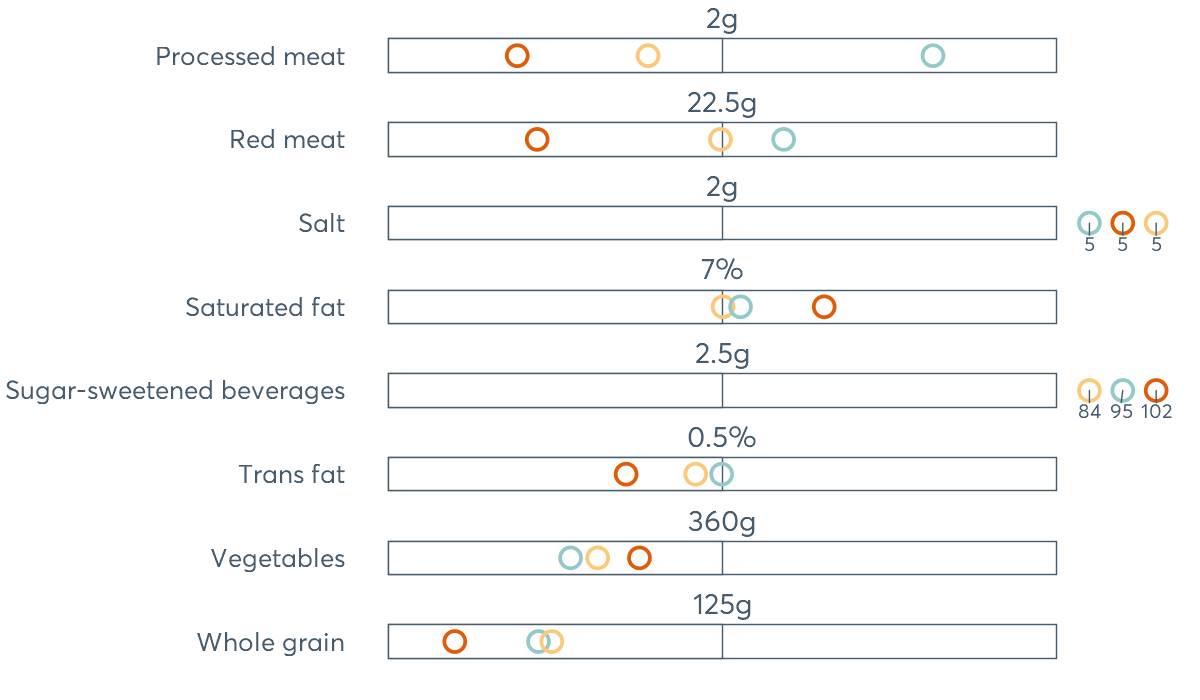 2g
Processed meat
22.5g
Red meat
2g
Salt
5 5 5
7%
Saturated fat
2.5g
Sugar-sweetened beverages
84 95 102
0.5%
Trans fat
360g
Vegetables
125g
Whole grain